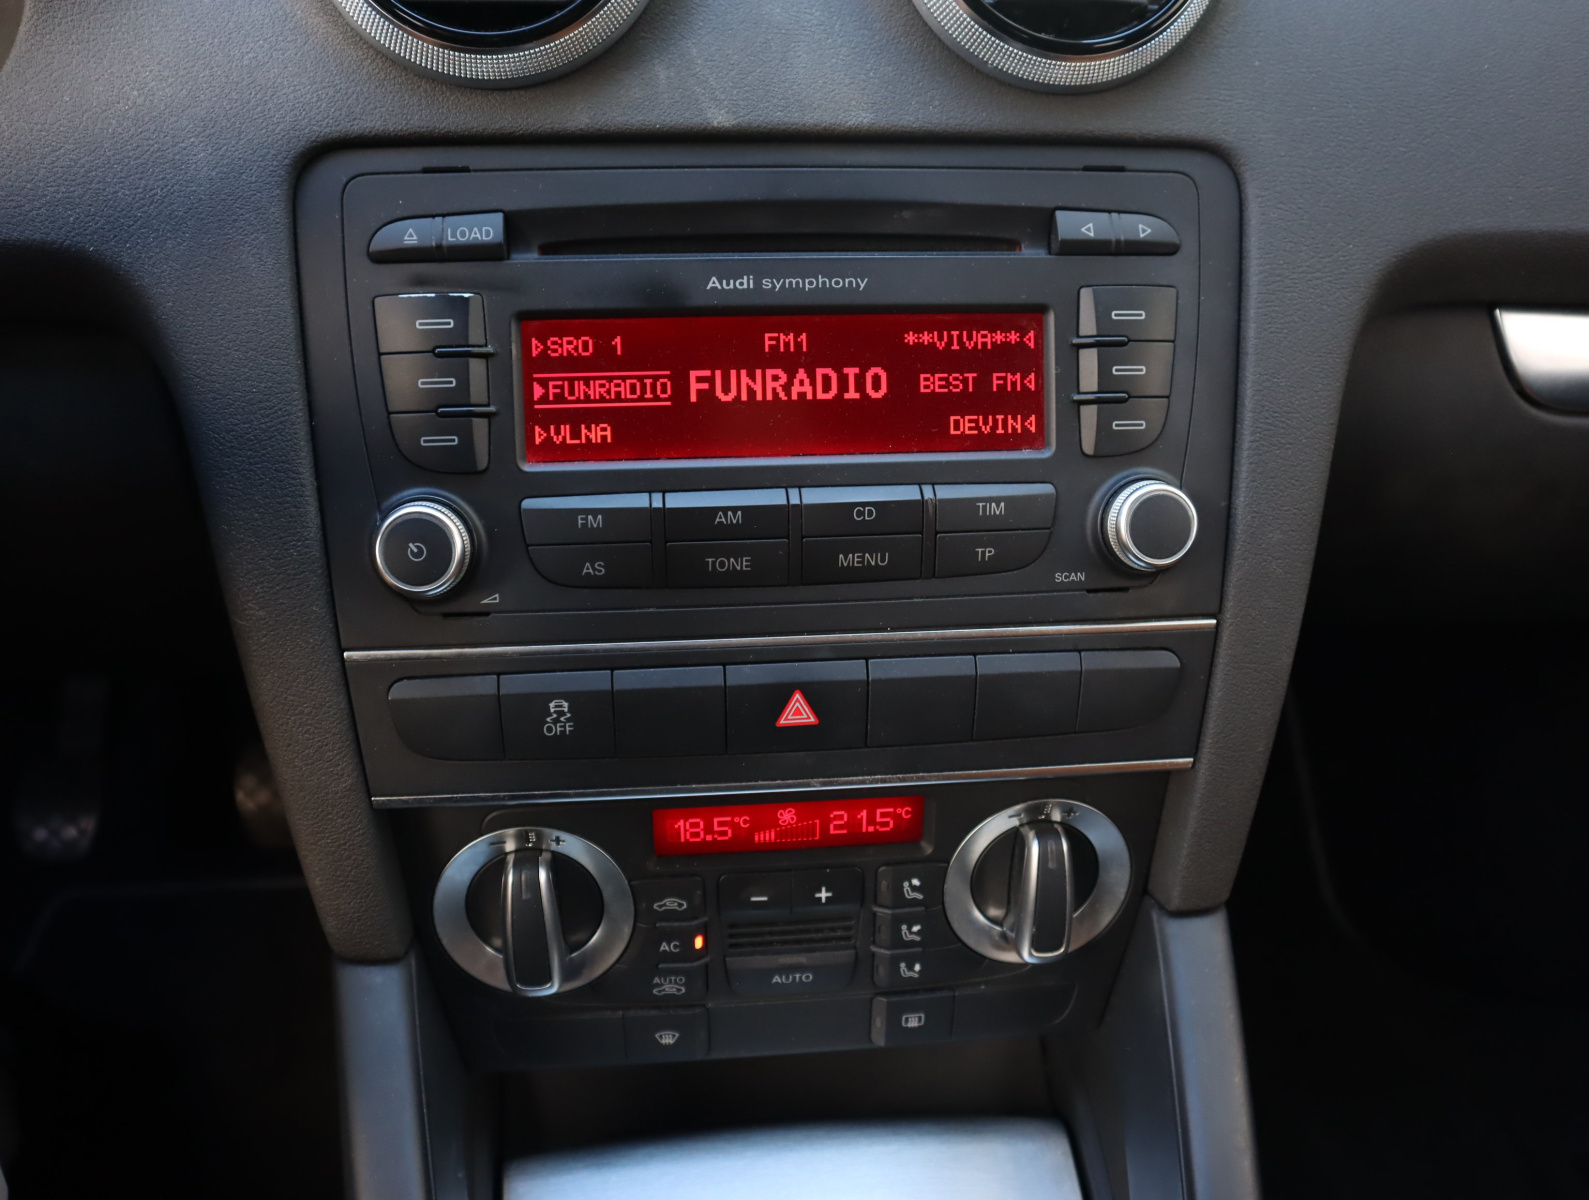 LOAD
Audi symphony
SRO 1 FM1 **VIVA**
FUNRADIO FUNRADIO BEST FM
VLNA DEVIN
FM AM CD TIM
AS TONE MENU TP
SCAN
OFF
18.5°C 21.5°C
- + - +
- +
AC
AUTO AUTO